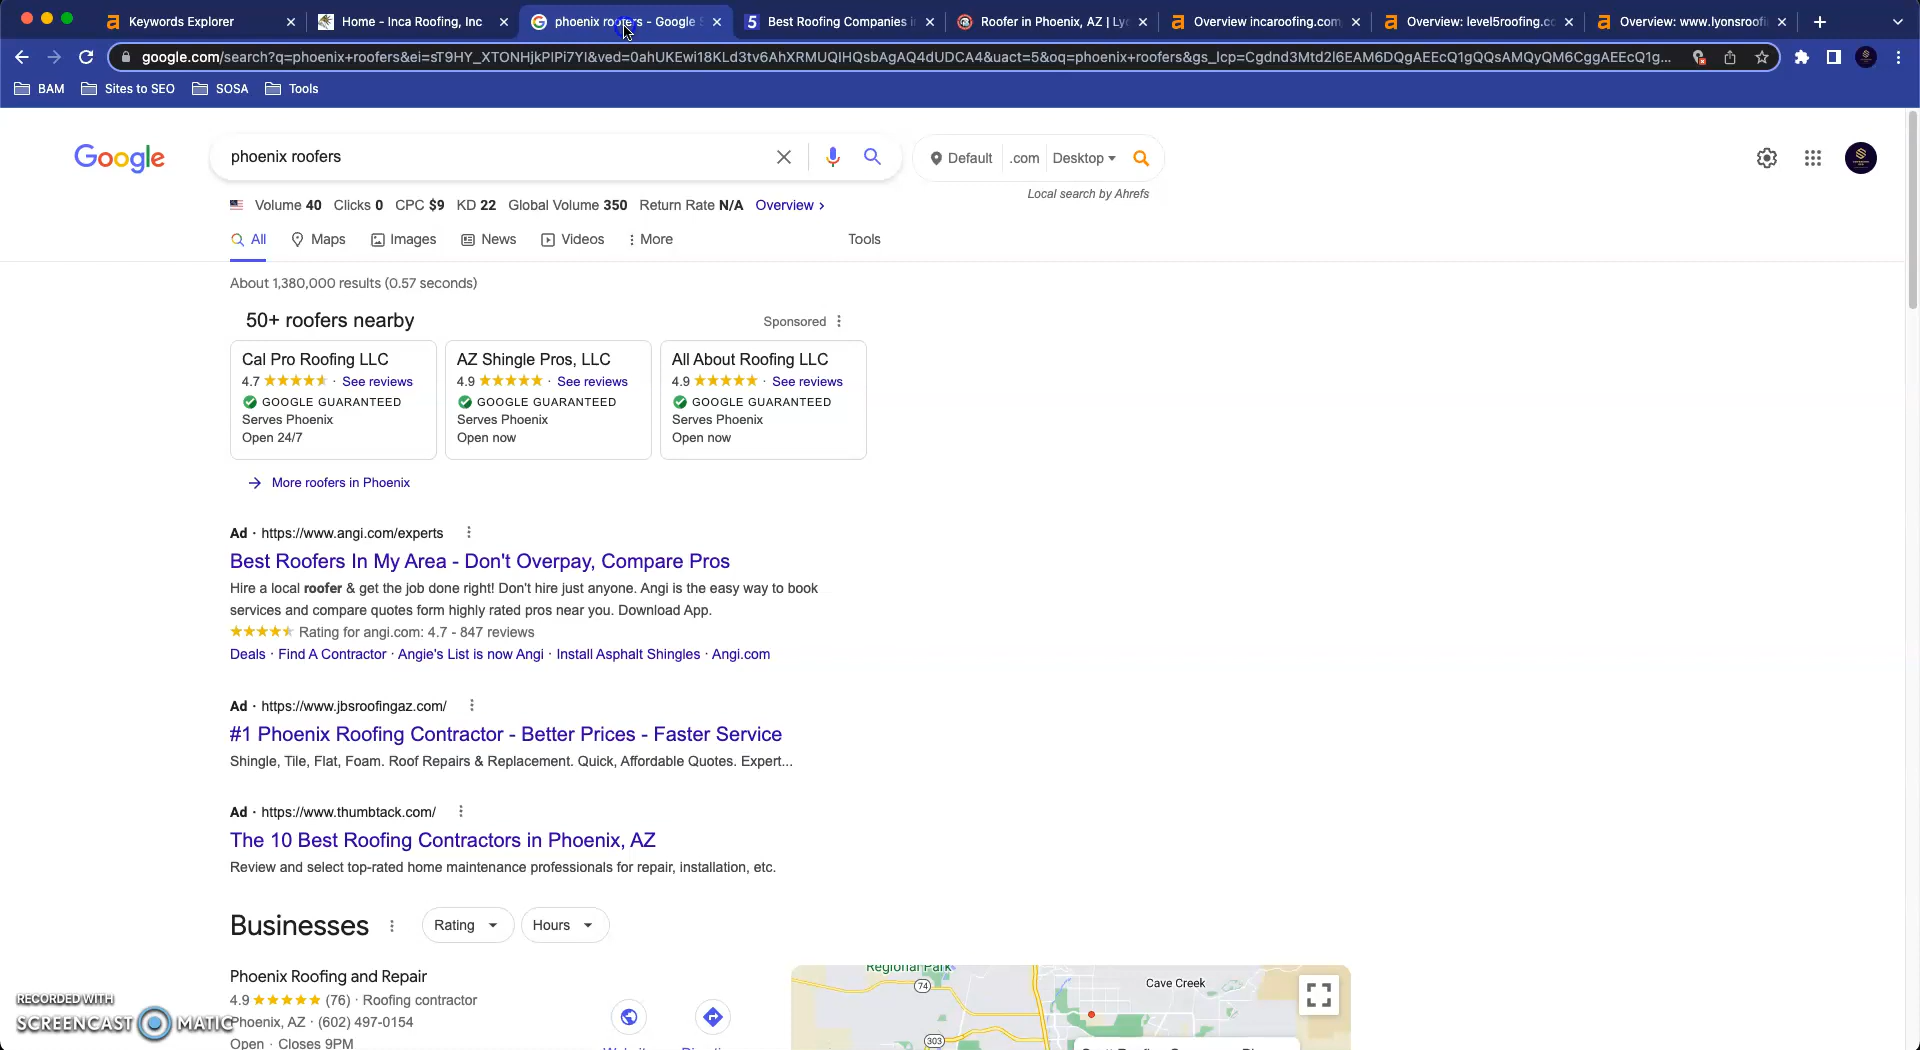 Keywords Explorer
Home - Inca Roofing, Inc
phoenix roofers - Google S
Best Roofing Companies in
Roofer in Phoenix, AZ | Lyo
Overview incaroofing.com
Overview: level5roofing.co
Overview: www.lyonsroofi
google.com/search?q=phoenix+roofers&ei=sT9HY_XTONHjkPIPi7YI&ved=0ahUKEwi18KLd3tv6AhXRMUQIHQsbAgAQ4dUDCA4&uact=5&oq=phoenix+roofers&gs_lcp=Cgdnd3Mtd2l6EAM6DQgAEEcQ1gQQsAMQyQM6CggAEEcQ1g...
BAM
Sites to SEO
SOSA
Tools
Google
phoenix roofers
Default
.com
Desktop
Local search by Ahrefs
Volume 40 Clicks 0 CPC $9 KD 22 Global Volume 350 Return Rate N/A Overview ›
All
Maps
Images
News
Videos
More
Tools
About 1,380,000 results (0.57 seconds)
50+ roofers nearby
Sponsored
Cal Pro Roofing LLC
4.7 · See reviews
GOOGLE GUARANTEED
Serves Phoenix
Open 24/7
AZ Shingle Pros, LLC
4.9 · See reviews
GOOGLE GUARANTEED
Serves Phoenix
Open now
All About Roofing LLC
4.9 · See reviews
GOOGLE GUARANTEED
Serves Phoenix
Open now
More roofers in Phoenix
Ad · https://www.angi.com/experts
Best Roofers In My Area - Don't Overpay, Compare Pros
Hire a local roofer & get the job done right! Don't hire just anyone. Angi is the easy way to book
services and compare quotes form highly rated pros near you. Download App.
Rating for angi.com: 4.7 - 847 reviews
Deals · Find A Contractor · Angie's List is now Angi · Install Asphalt Shingles · Angi.com
Ad · https://www.jbsroofingaz.com/
#1 Phoenix Roofing Contractor - Better Prices - Faster Service
Shingle, Tile, Flat, Foam. Roof Repairs & Replacement. Quick, Affordable Quotes. Expert...
Ad · https://www.thumbtack.com/
The 10 Best Roofing Contractors in Phoenix, AZ
Review and select top-rated home maintenance professionals for repair, installation, etc.
Businesses
Rating
Hours
Phoenix Roofing and Repair
4.9 (76) · Roofing contractor
Phoenix, AZ · (602) 497-0154
Open · Closes 9PM
Regional Park
74
Cave Creek
303
RECORDED WITH
SCREENCAST MATIC